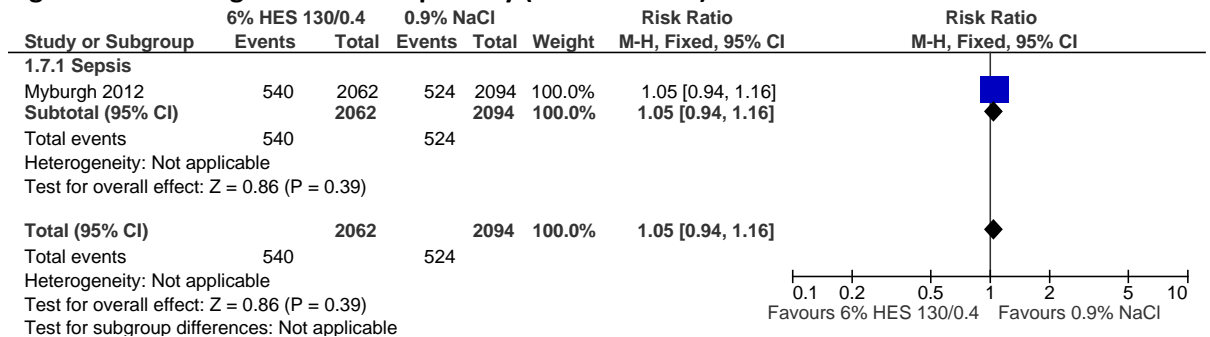 6% HES 130/0.4 0.9% NaCl Risk Ratio Risk Ratio
Study or Subgroup Events Total Events Total Weight M-H, Fixed, 95% CI M-H, Fixed, 95% CI
1.7.1 Sepsis
Myburgh 2012 540 2062 524 2094 100.0% 1.05 [0.94, 1.16]
Subtotal (95% CI) 2062 2094 100.0% 1.05 [0.94, 1.16]
Total events 540 524
Heterogeneity: Not applicable
Test for overall effect: Z = 0.86 (P = 0.39)
Total (95% CI) 2062 2094 100.0% 1.05 [0.94, 1.16]
Total events 540 524
Heterogeneity: Not applicable
Test for overall effect: Z = 0.86 (P = 0.39)
Test for subgroup differences: Not applicable
0.1 0.2 0.5 1 2 5 10
Favours 6% HES 130/0.4 Favours 0.9% NaCl